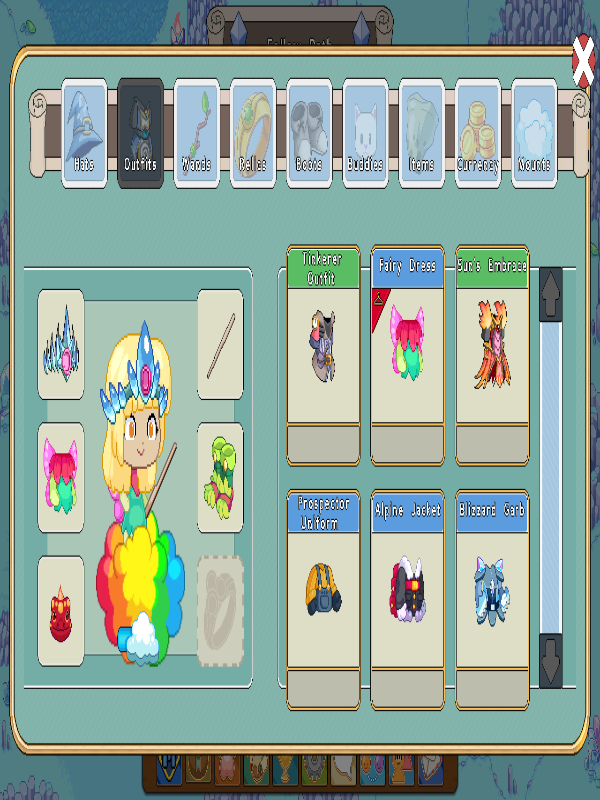 Hats
Outfits
Wands
Relics
Boots
Buddies
Items
Currency
Mounts
Tinkerer
Outfit
Fairy Dress
Sun's Embrace
Prospector
Uniform
Alpine Jacket
Blizzard Garb